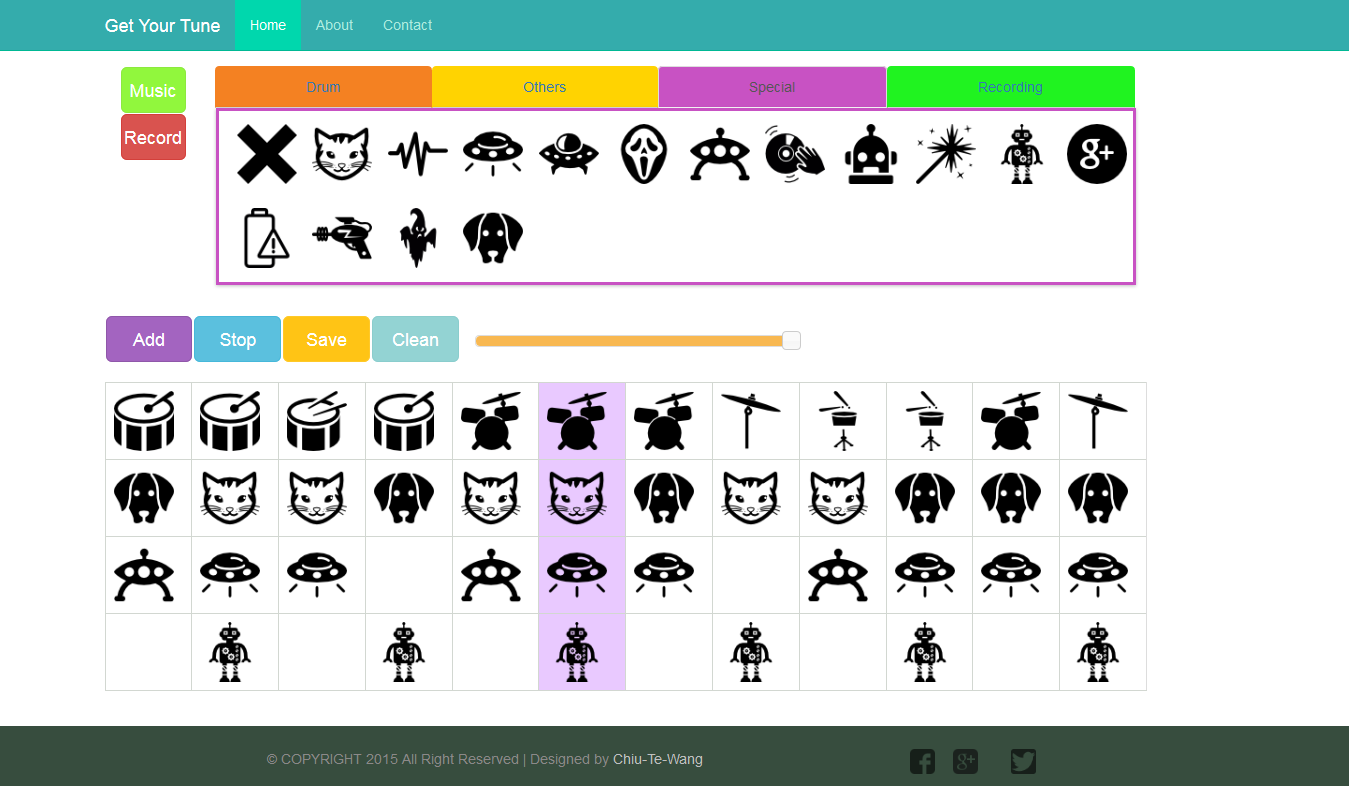 Get Your Tune Home About Contact
Music
Record
Drum Others Special Recording
g+
Add Stop Save Clean
© COPYRIGHT 2015 All Right Reserved | Designed by Chiu-Te-Wang
f g+